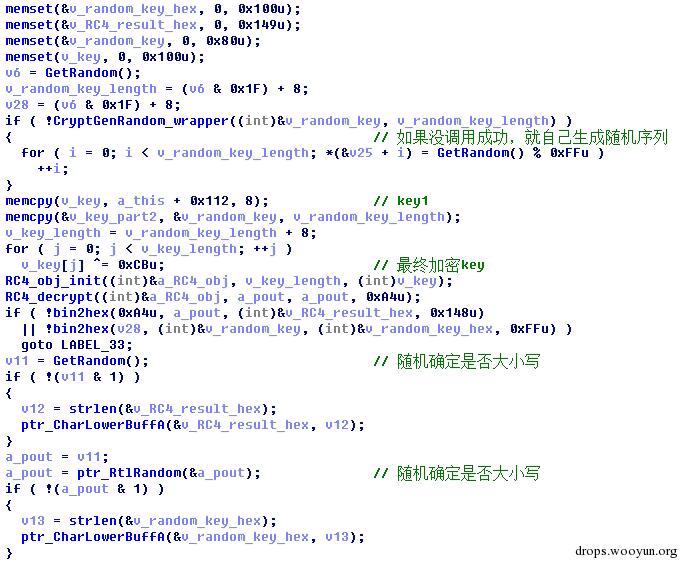 memset(&v_random_key_hex, 0, 0x100u);
memset(&v_RC4_result_hex, 0, 0x149u);
memset(&v_random_key, 0, 0x80u);
memset(v_key, 0, 0x100u);
v6 = GetRandom();
v_random_key_length = (v6 & 0x1F) + 8;
v28 = (v6 & 0x1F) + 8;
if ( !CryptGenRandom_wrapper((int)&v_random_key, v_random_key_length) )
{ // 如果没调用成功，就自己生成随机序列
for ( i = 0; i < v_random_key_length; *(&v25 + i) = GetRandom() % 0xFFu )
++i;
}
memcpy(v_key, a_this + 0x112, 8); // key1
memcpy(&v_key_part2, &v_random_key, v_random_key_length);
v_key_length = v_random_key_length + 8;
for ( j = 0; j < v_key_length; ++j )
v_key[j] ^= 0xCBu; // 最终加密key
RC4_obj_init((int)&a_RC4_obj, v_key_length, (int)v_key);
RC4_decrypt((int)&a_RC4_obj, a_pout, a_pout, 0xA4u);
if ( !bin2hex(0xA4u, a_pout, (int)&v_RC4_result_hex, 0x148u)
|| !bin2hex(v28, (int)&v_random_key, (int)&v_random_key_hex, 0xFFu) )
goto LABEL_33;
v11 = GetRandom(); // 随机确定是否大小写
if ( !(v11 & 1) )
{
v12 = strlen(&v_RC4_result_hex);
ptr_CharLowerBuffA(&v_RC4_result_hex, v12);
}
a_pout = v11;
a_pout = ptr_RtlRandom(&a_pout); // 随机确定是否大小写
if ( !(a_pout & 1) )
{
v13 = strlen(&v_random_key_hex);
ptr_CharLowerBuffA(&v_random_key_hex, v13);
}
drops.wooyun.org